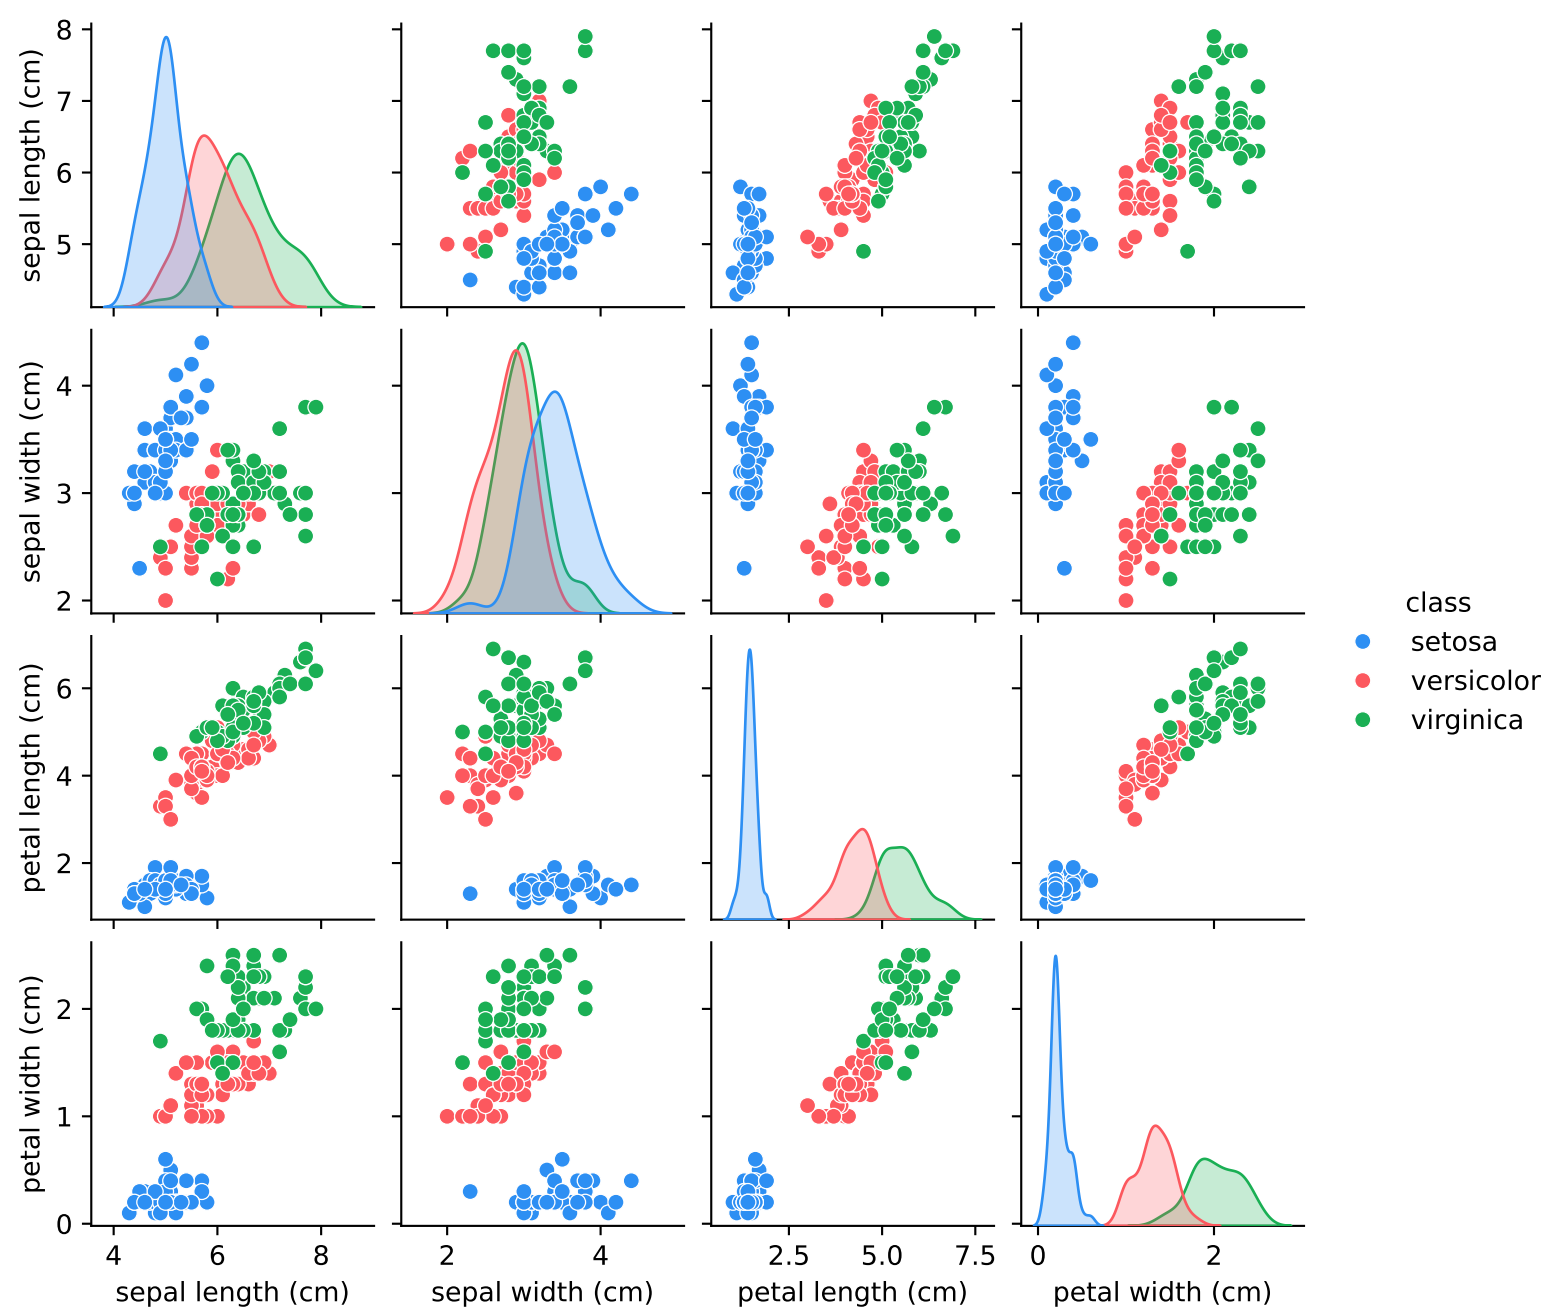 sepal length (cm)
8
7
6
5
sepal width (cm)
4
3
2
petal length (cm)
6
4
2
petal width (cm)
2
1
0
4 6 8
sepal length (cm)
2 4
sepal width (cm)
2.5 5.0 7.5
petal length (cm)
0 2
petal width (cm)
class
setosa
versicolor
virginica